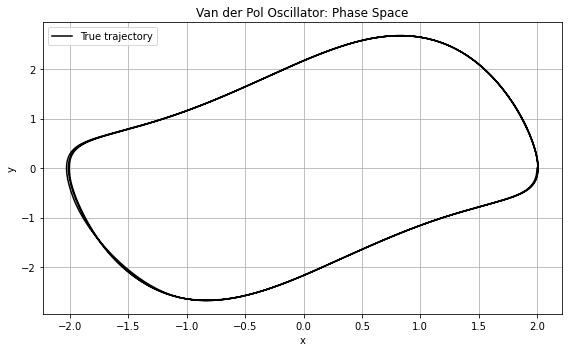 Van der Pol Oscillator: Phase Space
True trajectory
y
2
1
0
−1
−2
−2.0 −1.5 −1.0 −0.5 0.0 0.5 1.0 1.5 2.0
x